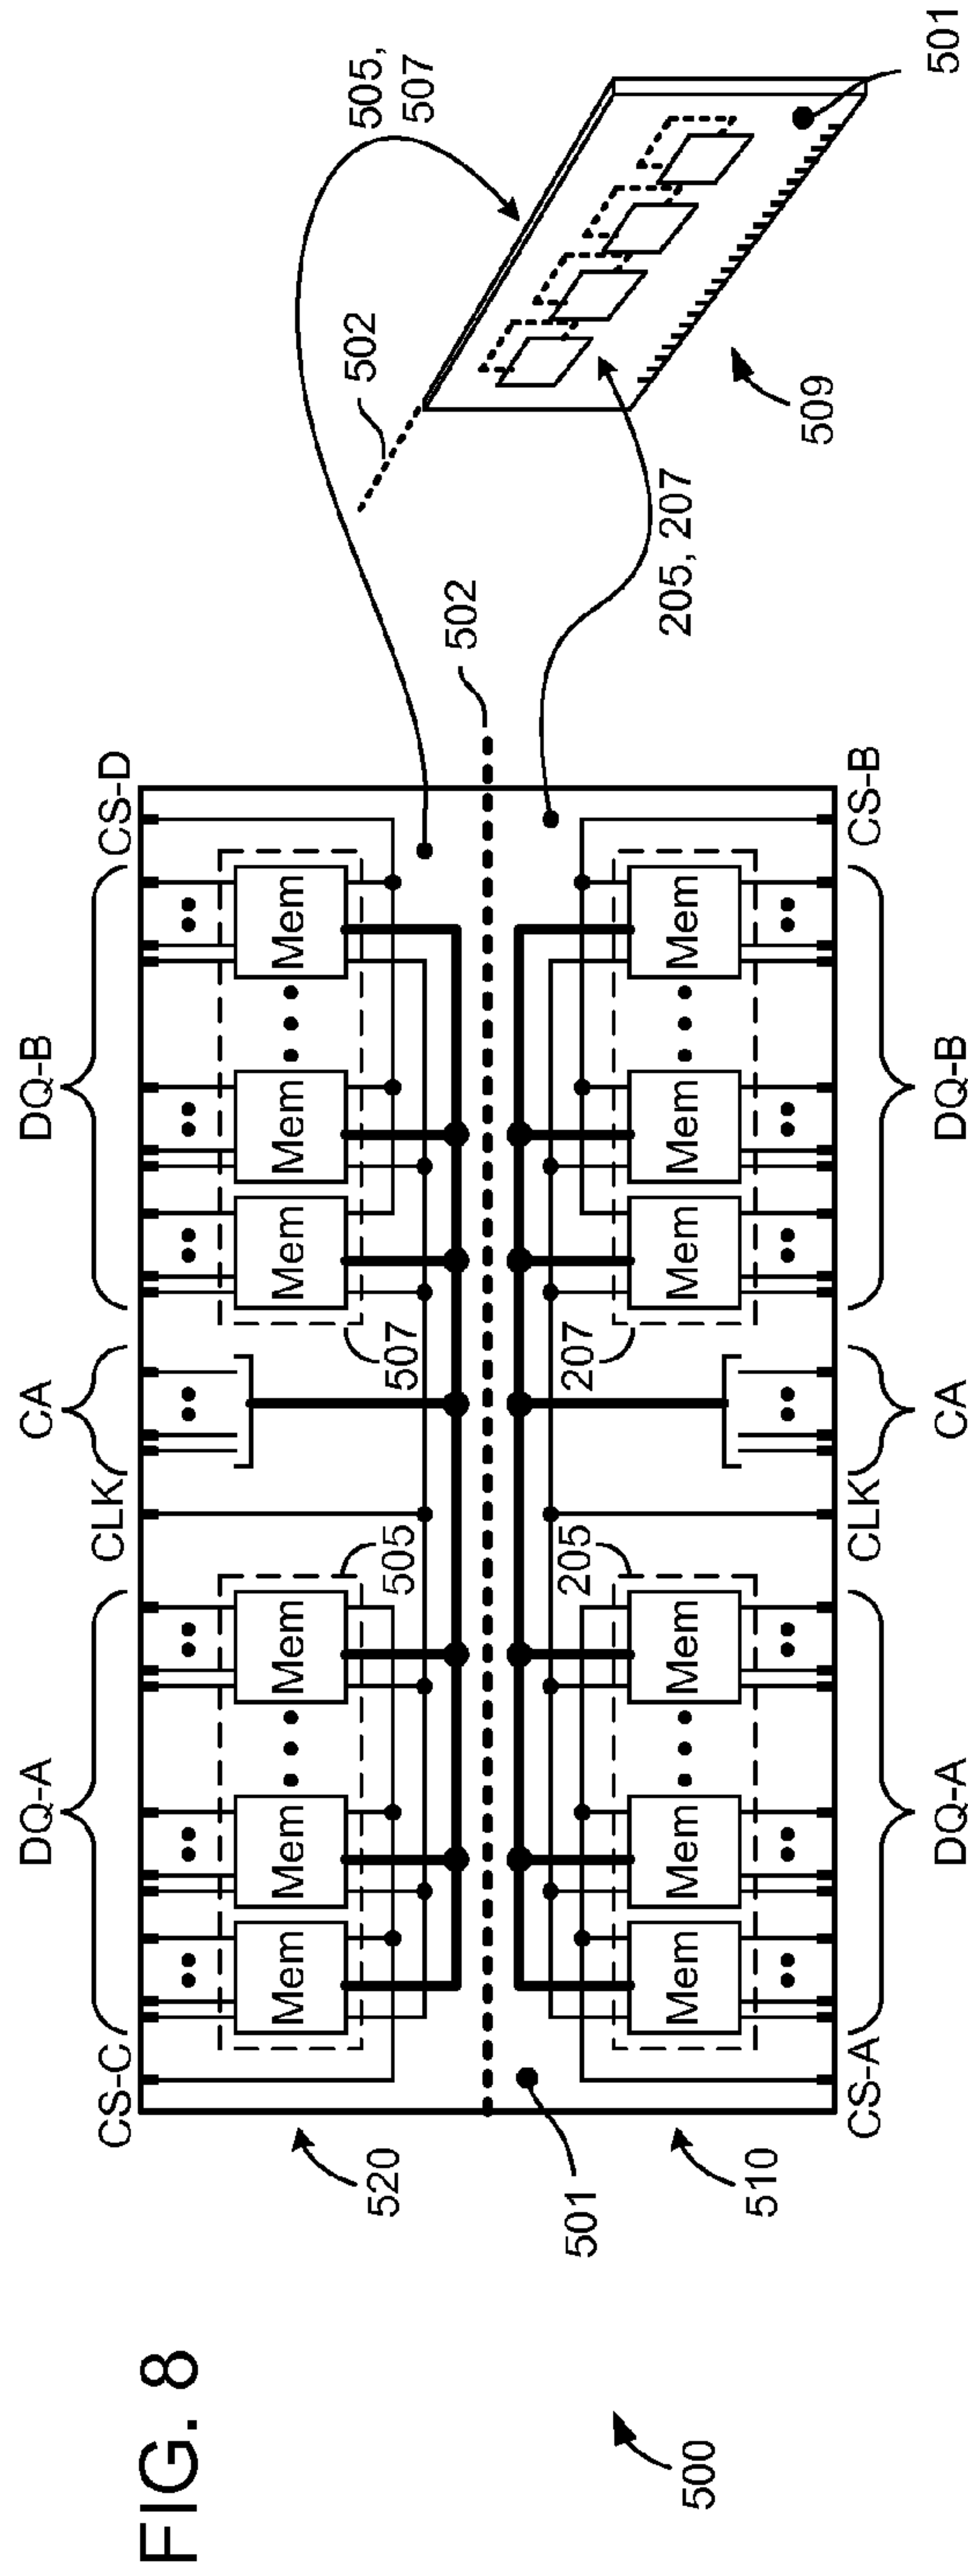 FIG. 8
500
DQ-A
CA
DQ-B
CS-C
CLK
CS-D
Mem
Mem
Mem
Mem
Mem
Mem
520
505
507
502
501
510
205
207
Mem
Mem
Mem
Mem
Mem
Mem
CS-A
CLK
CS-B
DQ-A
CA
DQ-B
505,
507
502
205, 207
509
501